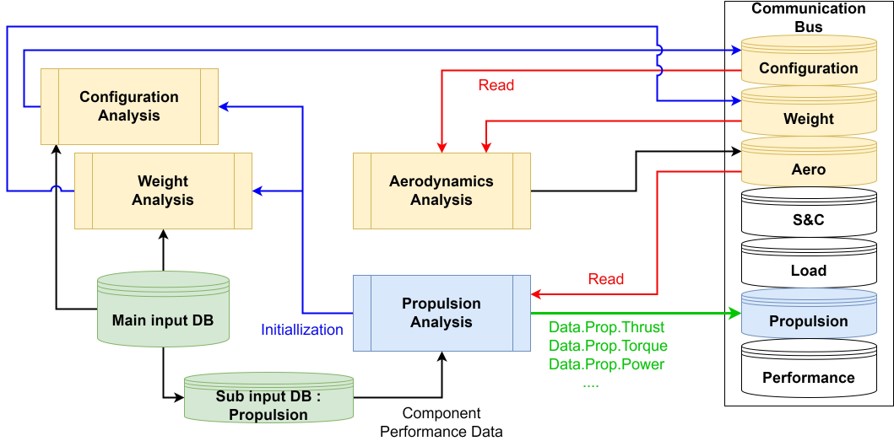 Communication
Bus
Configuration
Weight
Aero
S&C
Load
Propulsion
Performance
Configuration
Analysis
Read
Weight
Analysis
Aerodynamics
Analysis
Main input DB
Initiallization
Propulsion
Analysis
Read
Data.Prop.Thrust
Data.Prop.Torque
Data.Prop.Power
....
Sub input DB :
Propulsion
Component
Performance Data